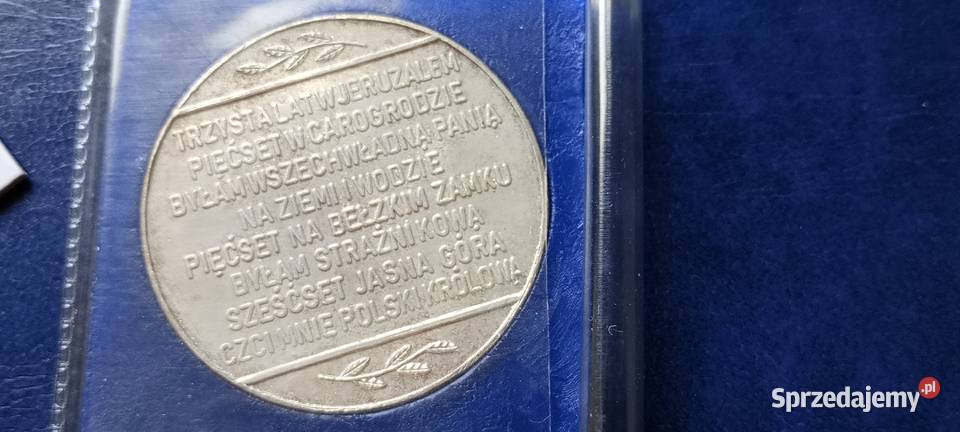 TRZYSTA LAT W JERUZALEM
PIĘĆSET W CAROGRODZIE
BYŁAM WSZECHWŁADNĄ PANIĄ
NA ZIEMI I WODZIE
PIĘĆSET NA BEŁZKIM ZAMKU
BYŁAM STRAŻNIKOWĄ
SZEŚĆSET JASNA GÓRA
CZCI MNIE POLSKI KRÓLOWĄ
Sprzedajemy.pl